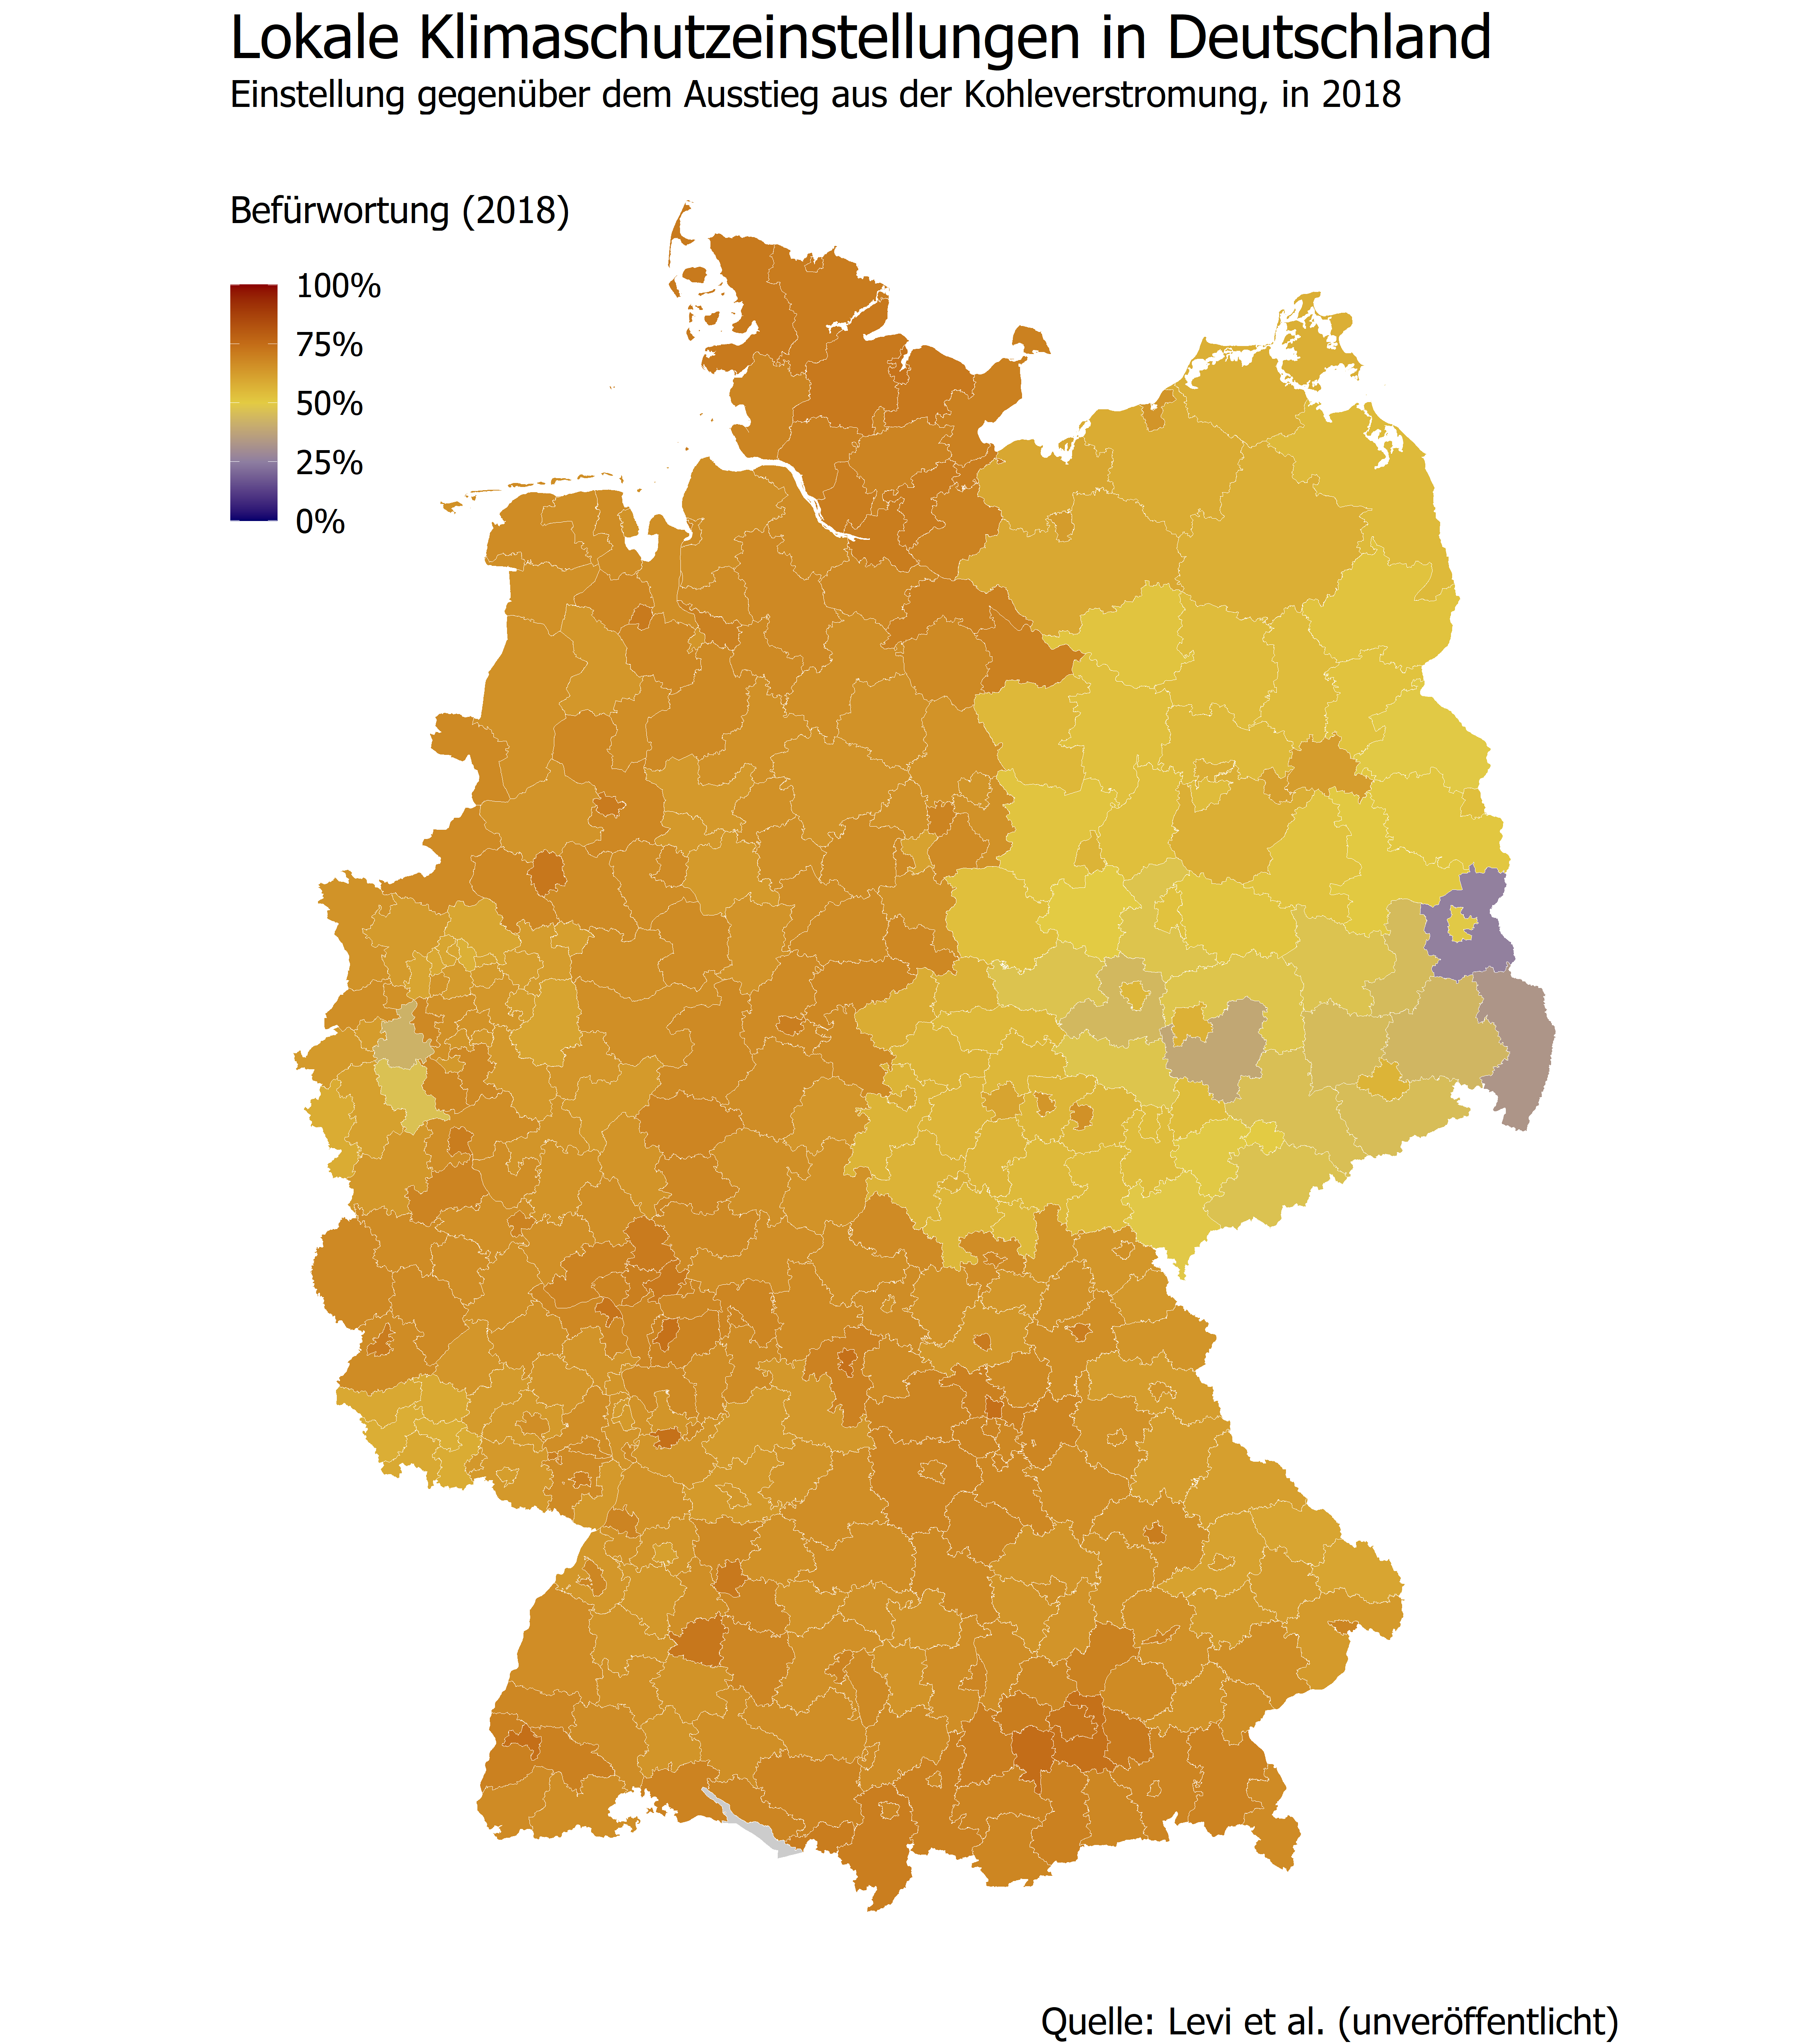 Lokale Klimaschutzeinstellungen in Deutschland
Einstellung gegenüber dem Ausstieg aus der Kohleverstromung, in 2018
Befürwortung (2018)
100%
75%
50%
25%
0%
Quelle: Levi et al. (unveröffentlicht)